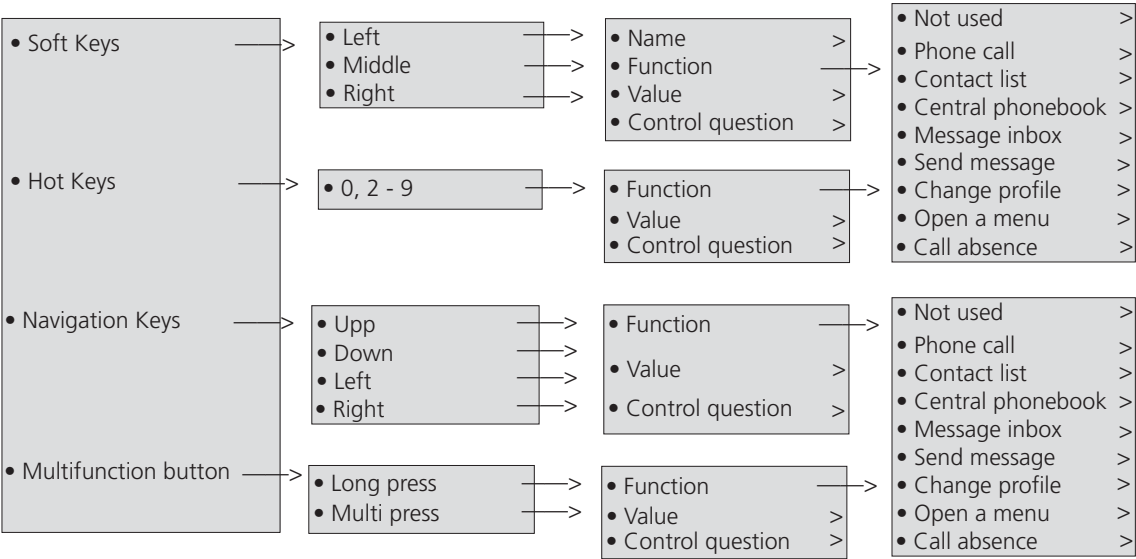 • Soft Keys >
• Left >
• Middle >
• Right >
• Name >
• Function >
• Value >
• Control question >
• Not used >
• Phone call >
• Contact list >
• Central phonebook >
• Message inbox >
• Send message >
• Change profile >
• Open a menu >
• Call absence >
• Hot Keys >
• 0, 2 - 9 >
• Function >
• Value >
• Control question >
• Navigation Keys >
• Upp >
• Down >
• Left >
• Right >
• Function >
• Value >
• Control question >
• Not used >
• Phone call >
• Contact list >
• Central phonebook >
• Message inbox >
• Send message >
• Change profile >
• Open a menu >
• Call absence >
• Multifunction button >
• Long press >
• Multi press >
• Function >
• Value >
• Control question >